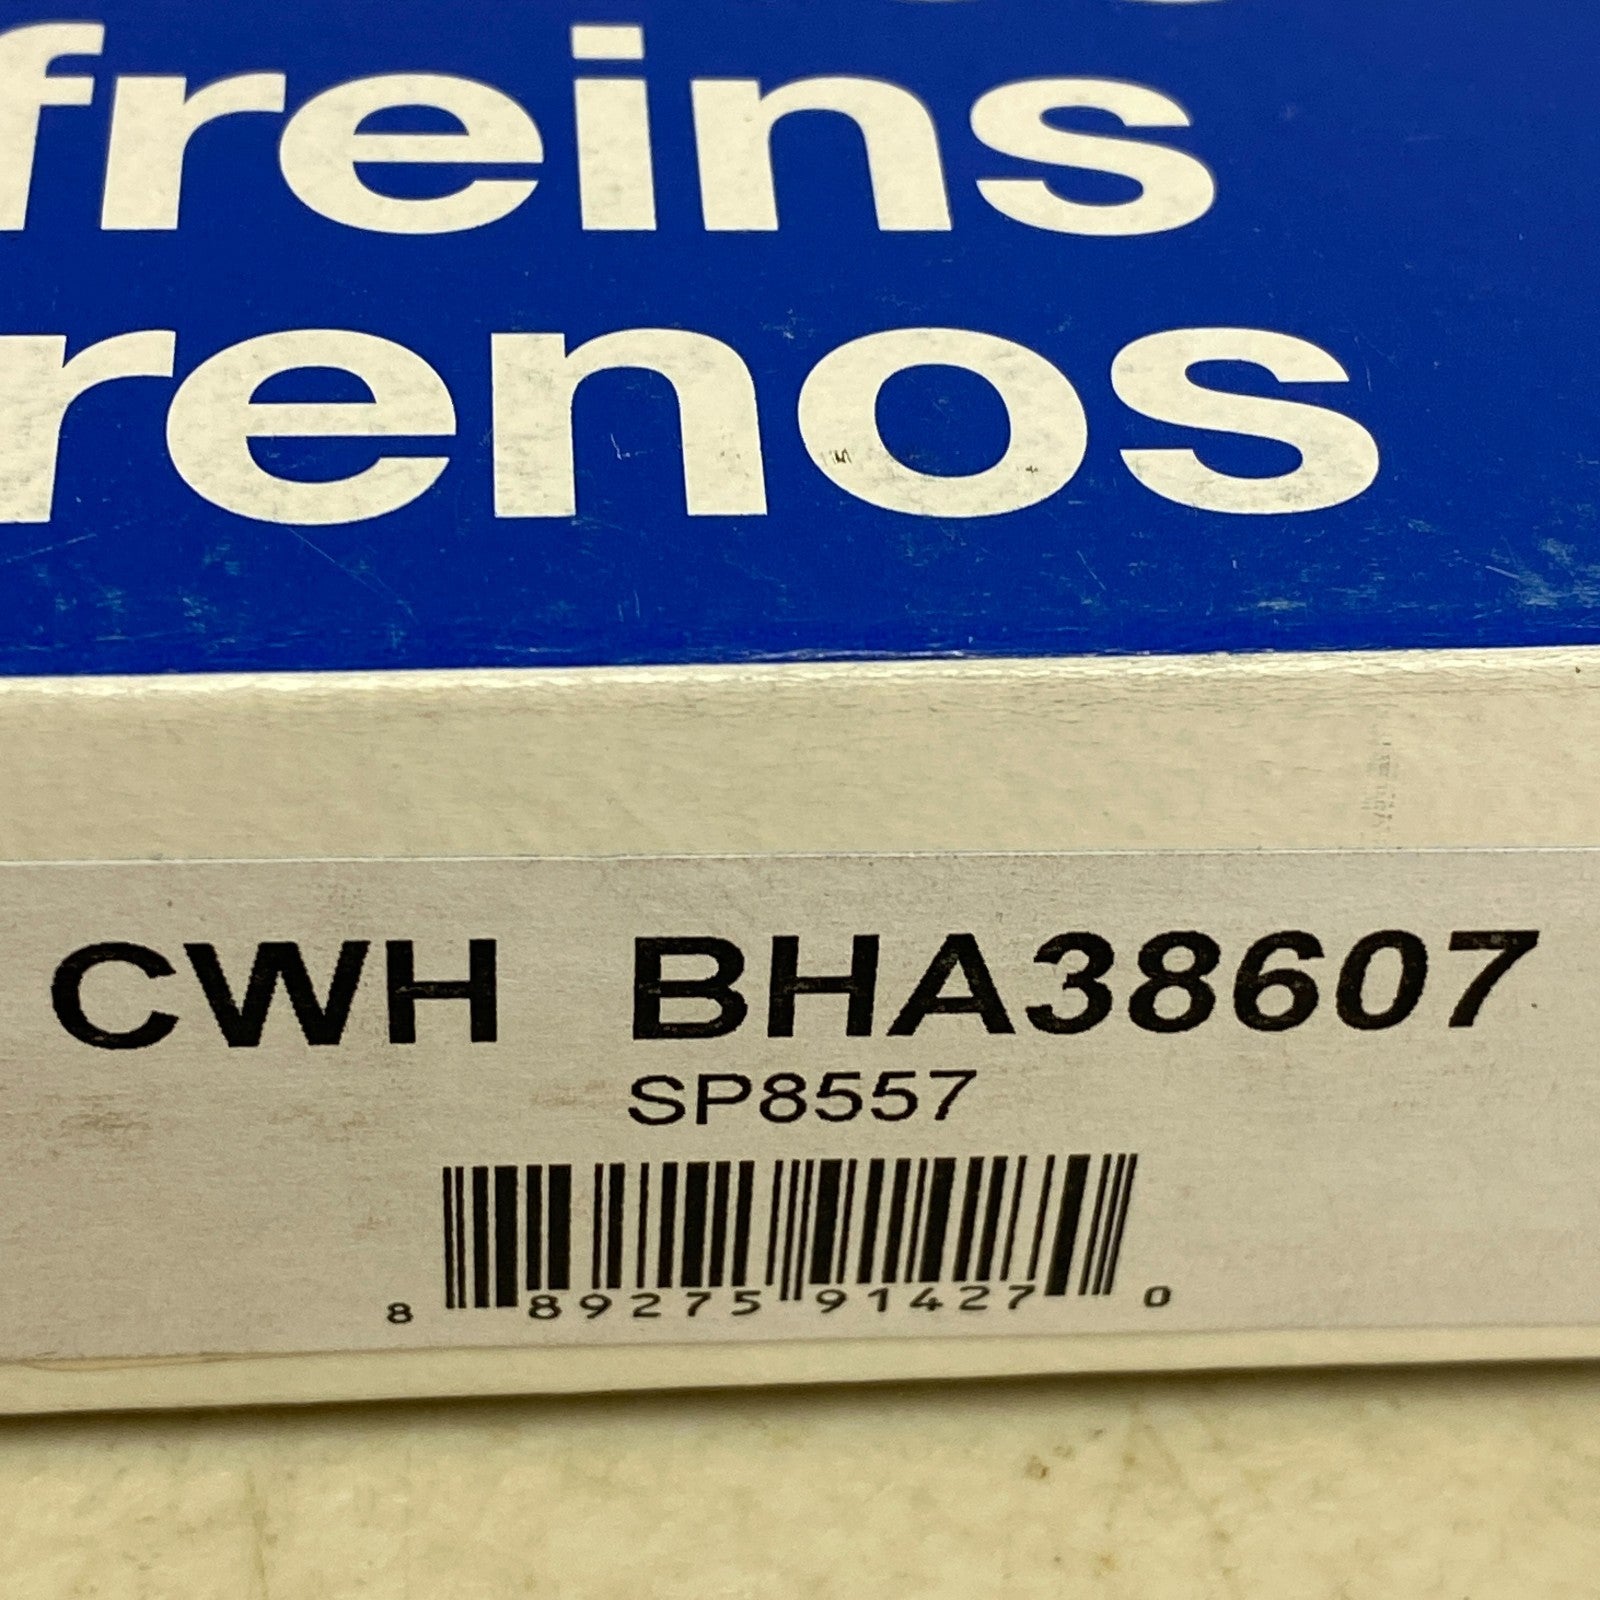 freins
renos
CWH BHA38607
SP8557
8 89275 91427 0